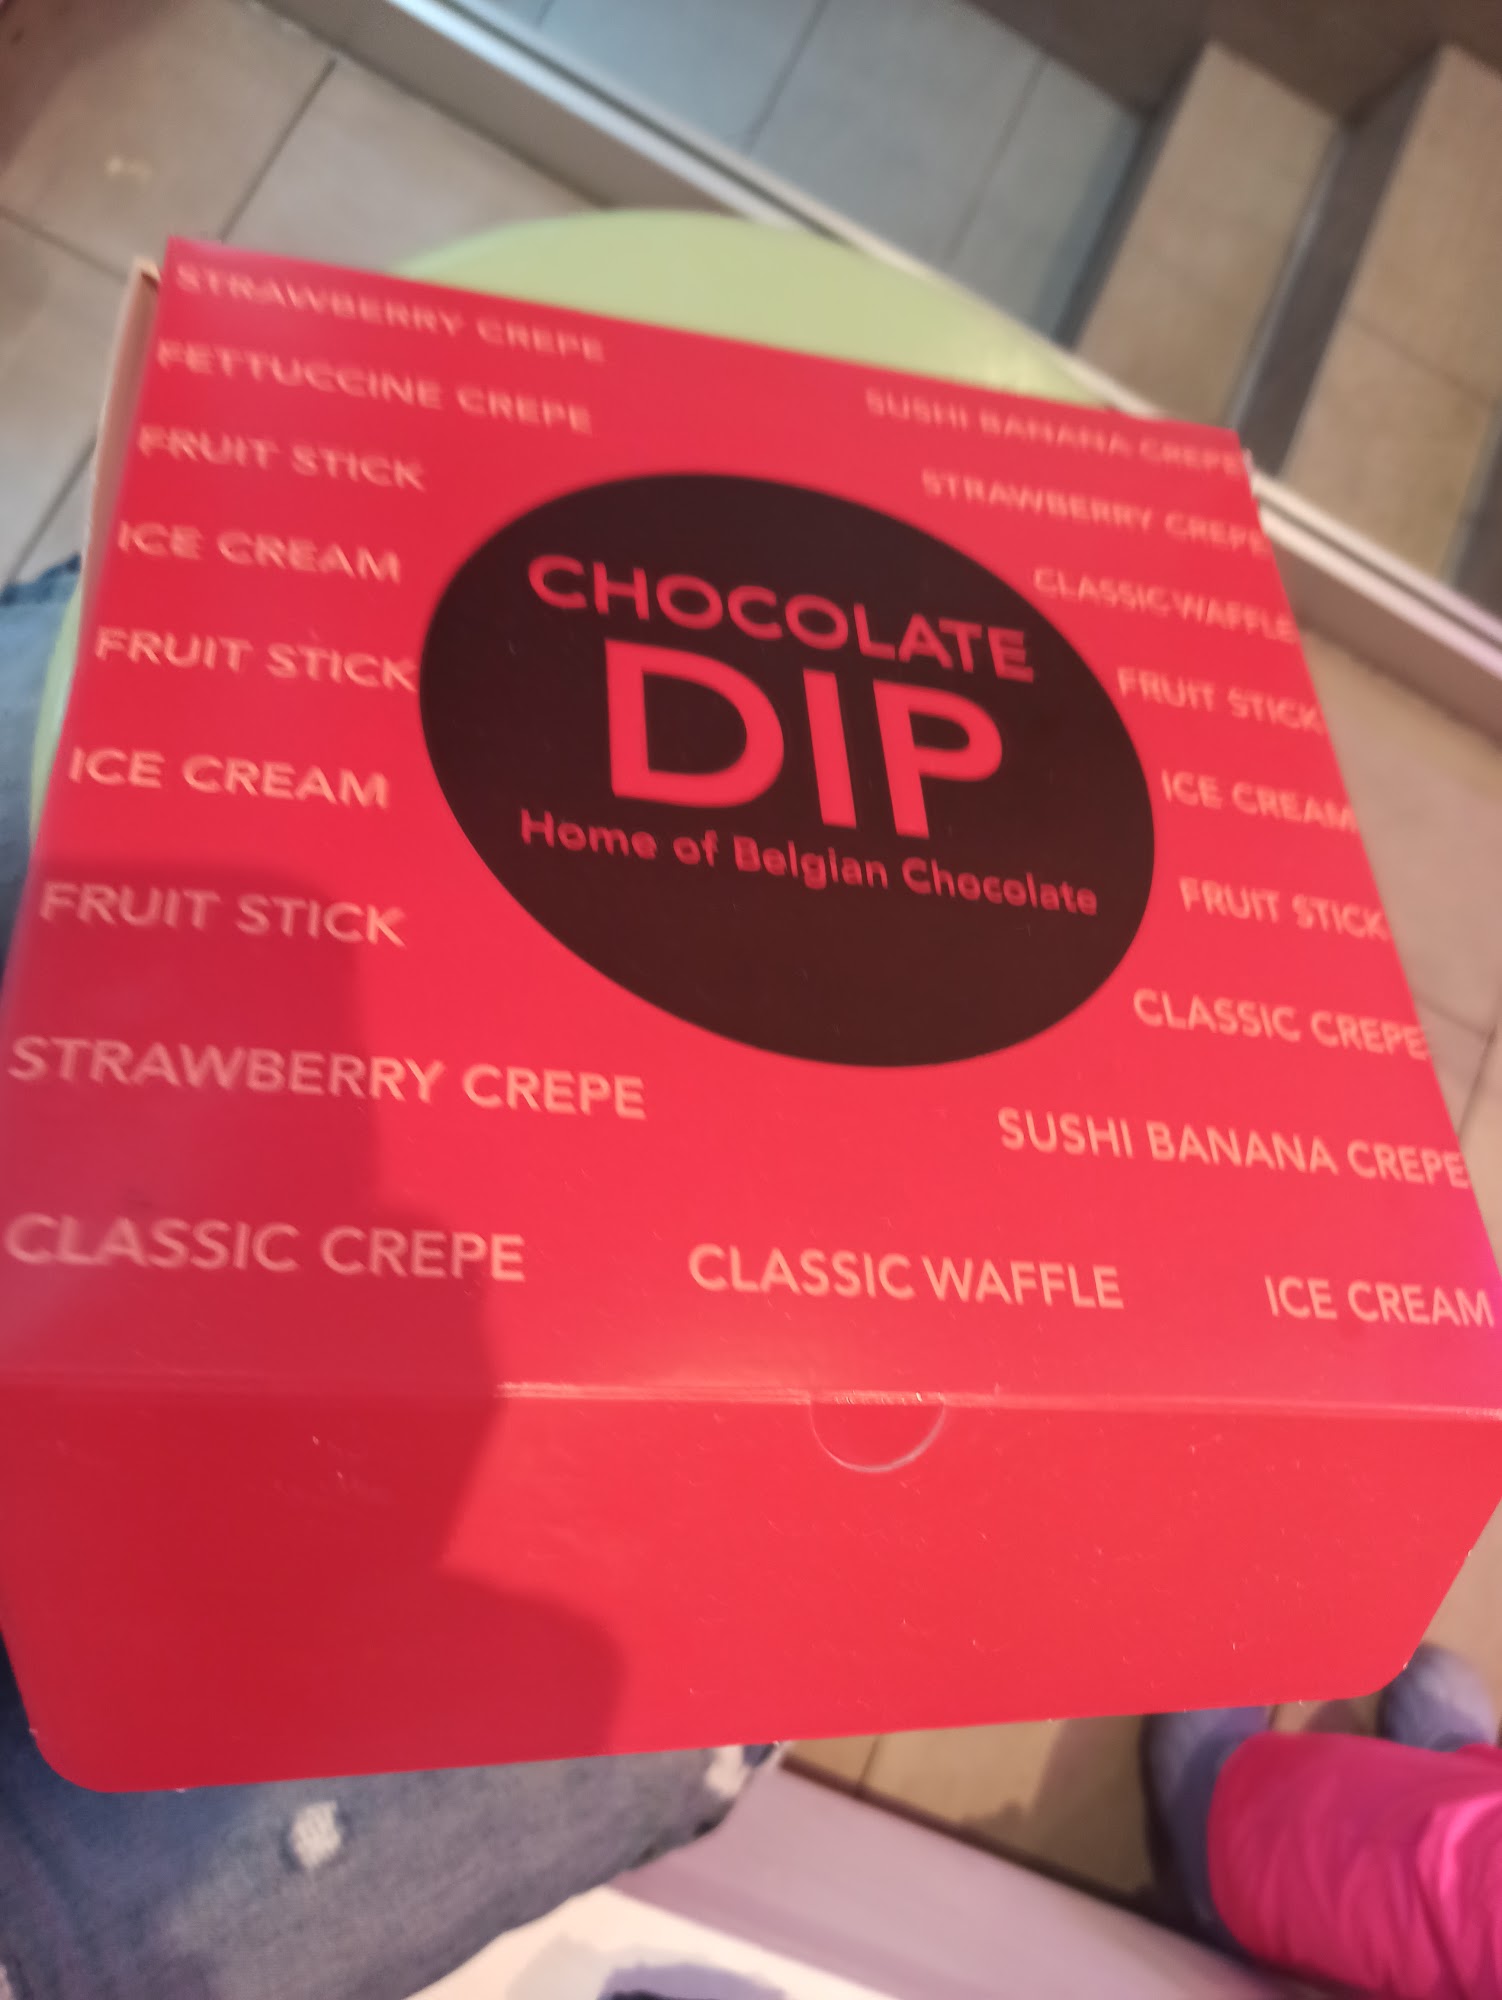 STRAWBERRY CREPE
FETTUCCINE CREPE
SUSHI BANANA CREPE
FRUIT STICK
STRAWBERRY CREPE
ICE CREAM
CLASSIC WAFFLE
FRUIT STICK
FRUIT STICK
ICE CREAM
ICE CREAM
FRUIT STICK
FRUIT STICK
CLASSIC CREPE
STRAWBERRY CREPE
SUSHI BANANA CREPE
CLASSIC CREPE
CLASSIC WAFFLE
ICE CREAM
CHOCOLATE
DIP
Home of Belgian Chocolate